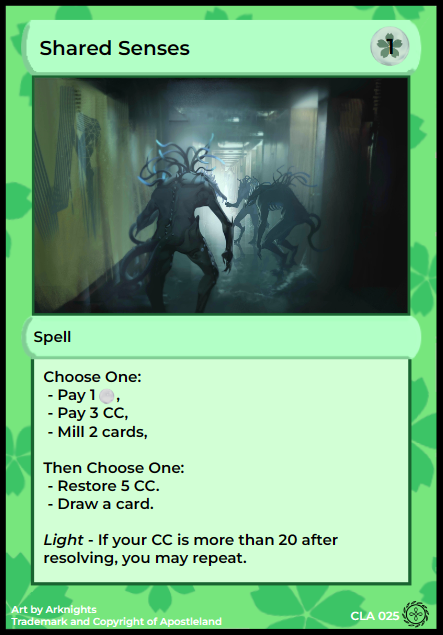 Shared Senses
1
Spell
Choose One:
- Pay 1 ,
- Pay 3 CC,
- Mill 2 cards,
Then Choose One:
- Restore 5 CC.
- Draw a card.
Light - If your CC is more than 20 after
resolving, you may repeat.
Art by Arknights
Trademark and Copyright of Apostieland
CLA 025